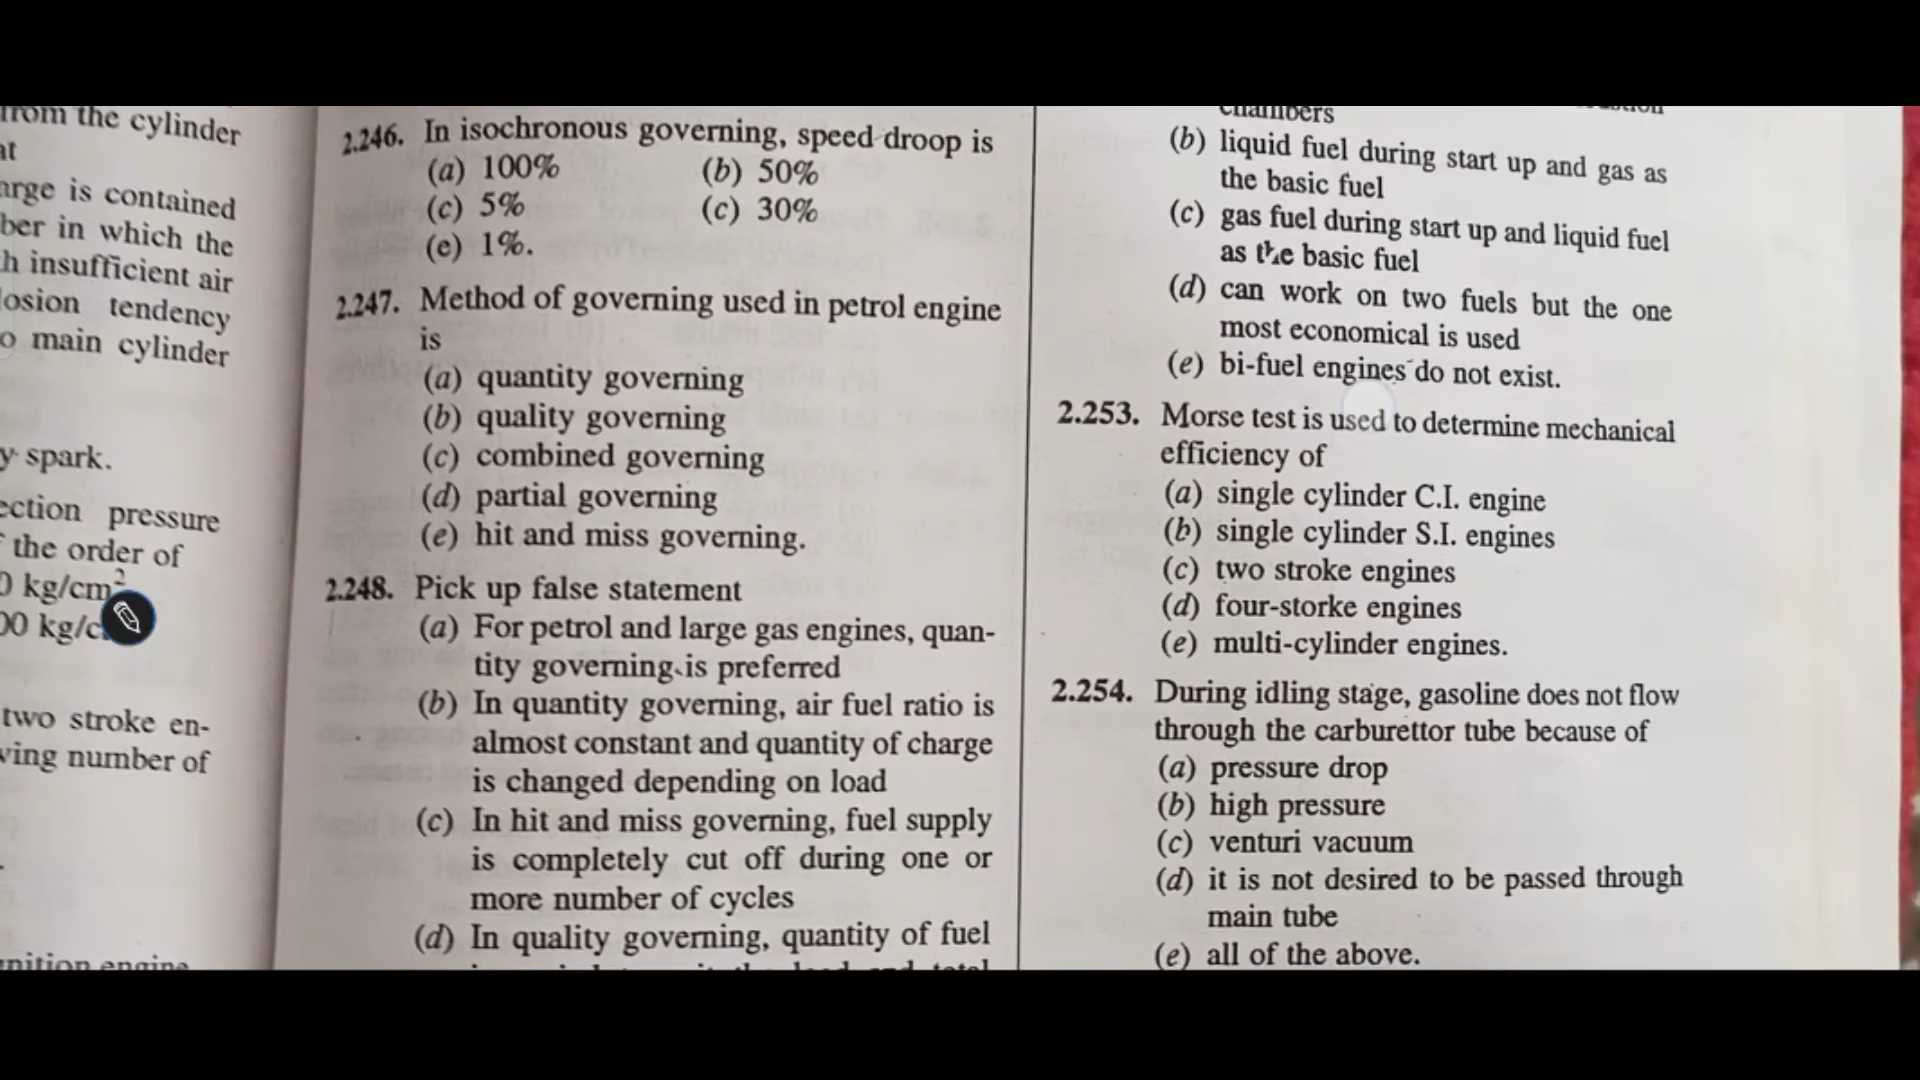 from the cylinder
at
arge is contained
ber in which the
h insufficient air
losion tendency
o main cylinder
y spark.
ection pressure
the order of
0 kg/cm2
00 kg/c
two stroke en-
ving number of
nition engine
2.246. In isochronous governing, speed droop is
(a) 100% (b) 50%
(c) 5% (c) 30%
(e) 1%.
2.247. Method of governing used in petrol engine
is
(a) quantity governing
(b) quality governing
(c) combined governing
(d) partial governing
(e) hit and miss governing.
2.248. Pick up false statement
(a) For petrol and large gas engines, quan-
tity governing is preferred
(b) In quantity governing, air fuel ratio is
almost constant and quantity of charge
is changed depending on load
(c) In hit and miss governing, fuel supply
is completely cut off during one or
more number of cycles
(d) In quality governing, quantity of fuel
chambers
(b) liquid fuel during start up and gas as
the basic fuel
(c) gas fuel during start up and liquid fuel
as the basic fuel
(d) can work on two fuels but the one
most economical is used
(e) bi-fuel engines do not exist.
2.253. Morse test is used to determine mechanical
efficiency of
(a) single cylinder C.I. engine
(b) single cylinder S.I. engines
(c) two stroke engines
(d) four-storke engines
(e) multi-cylinder engines.
2.254. During idling stage, gasoline does not flow
through the carburettor tube because of
(a) pressure drop
(b) high pressure
(c) venturi vacuum
(d) it is not desired to be passed through
main tube
(e) all of the above.